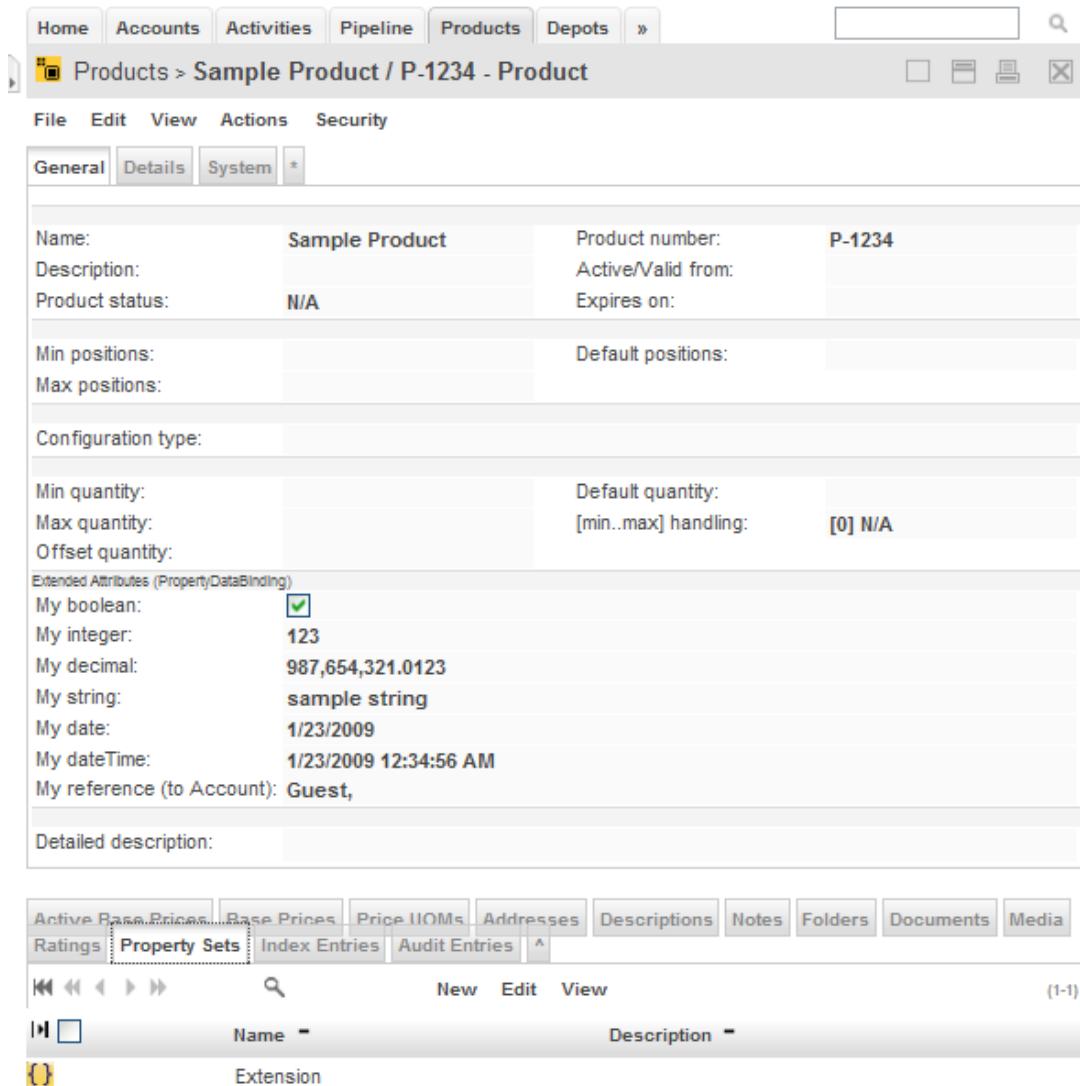 Home Accounts Activities Pipeline Products Depots »
Products > Sample Product / P-1234 - Product
File Edit View Actions Security
General Details System *
Name: Sample Product Product number: P-1234
Description: Active/Valid from:
Product status: N/A Expires on:
Min positions: Default positions:
Max positions:
Configuration type:
Min quantity: Default quantity:
Max quantity: [min..max] handling: [0] N/A
Offset quantity:
Extended Attributes (PropertyDataBinding)
My boolean:
My integer: 123
My decimal: 987,654,321.0123
My string: sample string
My date: 1/23/2009
My dateTime: 1/23/2009 12:34:56 AM
My reference (to Account): Guest,
Detailed description:
Active Base Prices Base Prices Price UOMs Addresses Descriptions Notes Folders Documents Media
Ratings Property Sets Index Entries Audit Entries ^
New Edit View (1-1)
Name Description
Extension